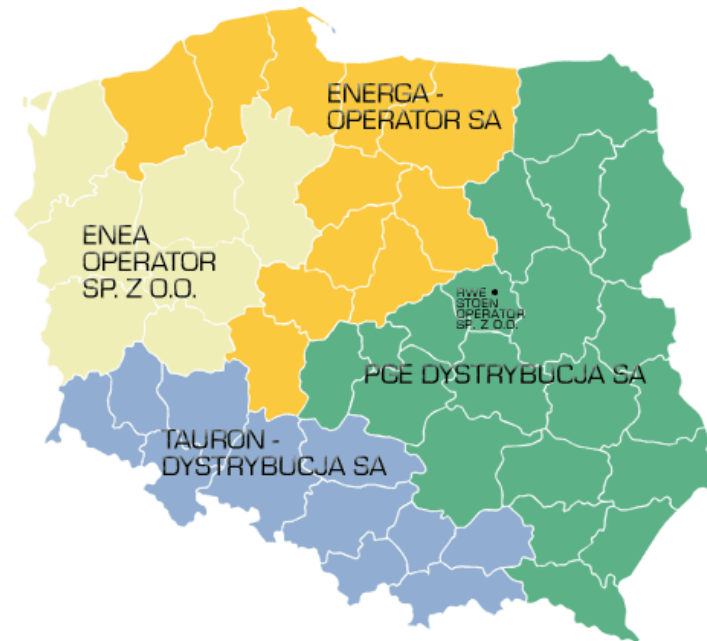 ENERGA -
OPERATOR SA
ENEA
OPERATOR
SP. Z O.O.
RWE
STOEN
OPERATOR
SP. Z O.O.
PGE DYSTRYBUCJA SA
TAURON -
DYSTRYBUCJA SA